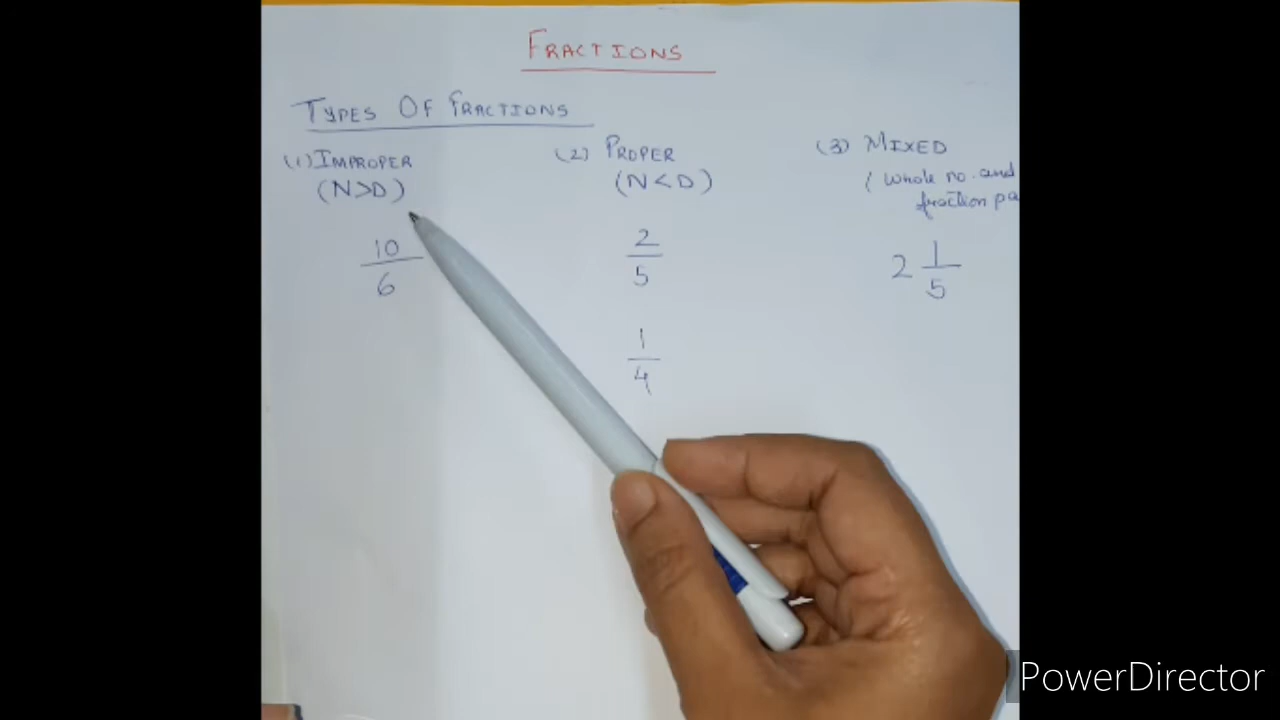 FRACTIONS
TYPES OF FRACTIONS
(1) IMPROPER
(N>D)
10
6
(2) PROPER
(N<D)
2
5
1
4
(3) MIXED
( Whole no. and
fraction pa
2 1
5
PowerDirector